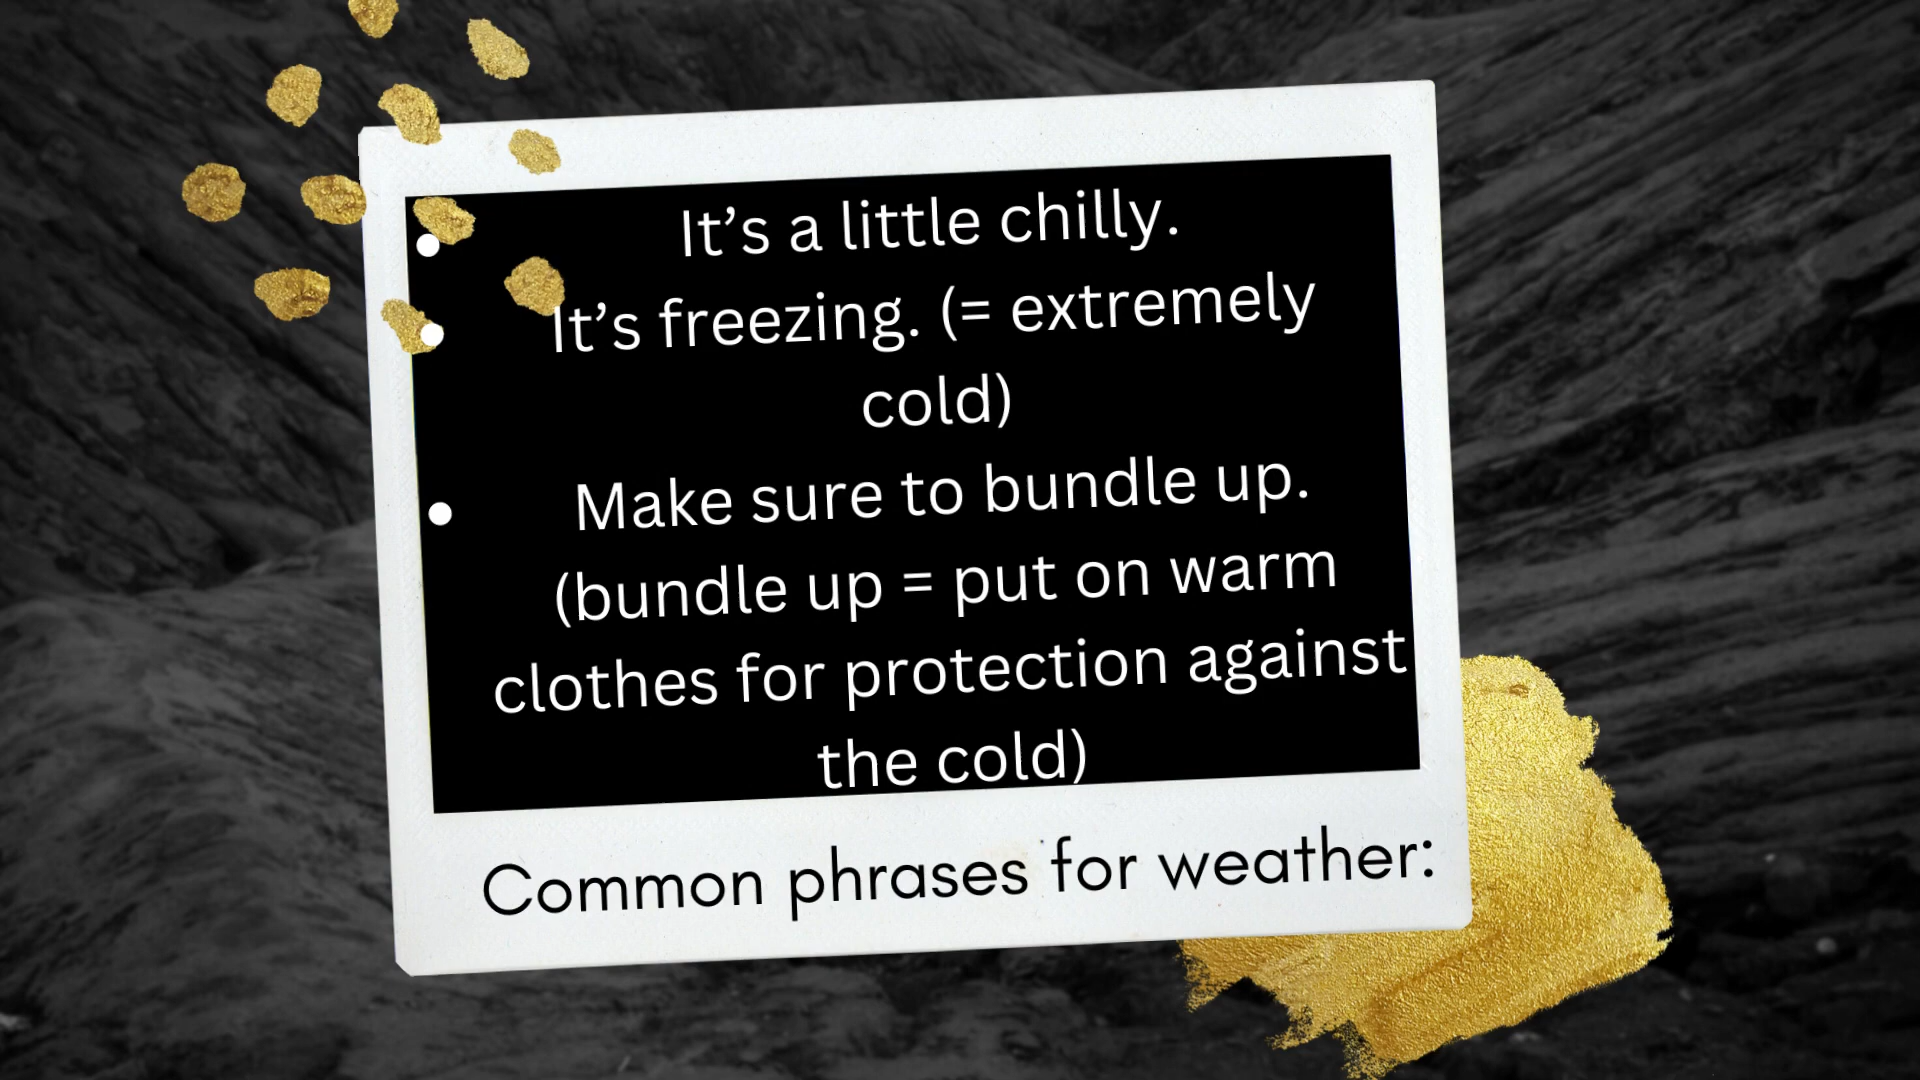 It’s a little chilly.
It’s freezing. (= extremely
cold)
Make sure to bundle up.
(bundle up = put on warm
clothes for protection against
the cold)
Common phrases for weather: